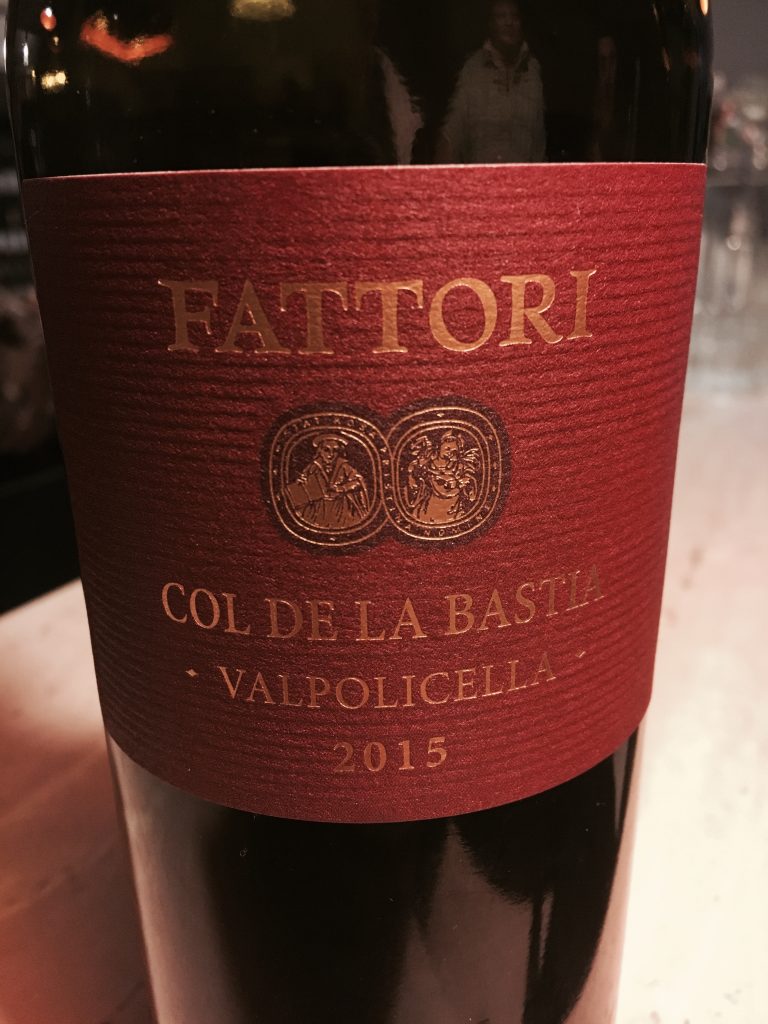 FATTORI
COL DE LA BASTIA
· VALPOLICELLA ·
2015